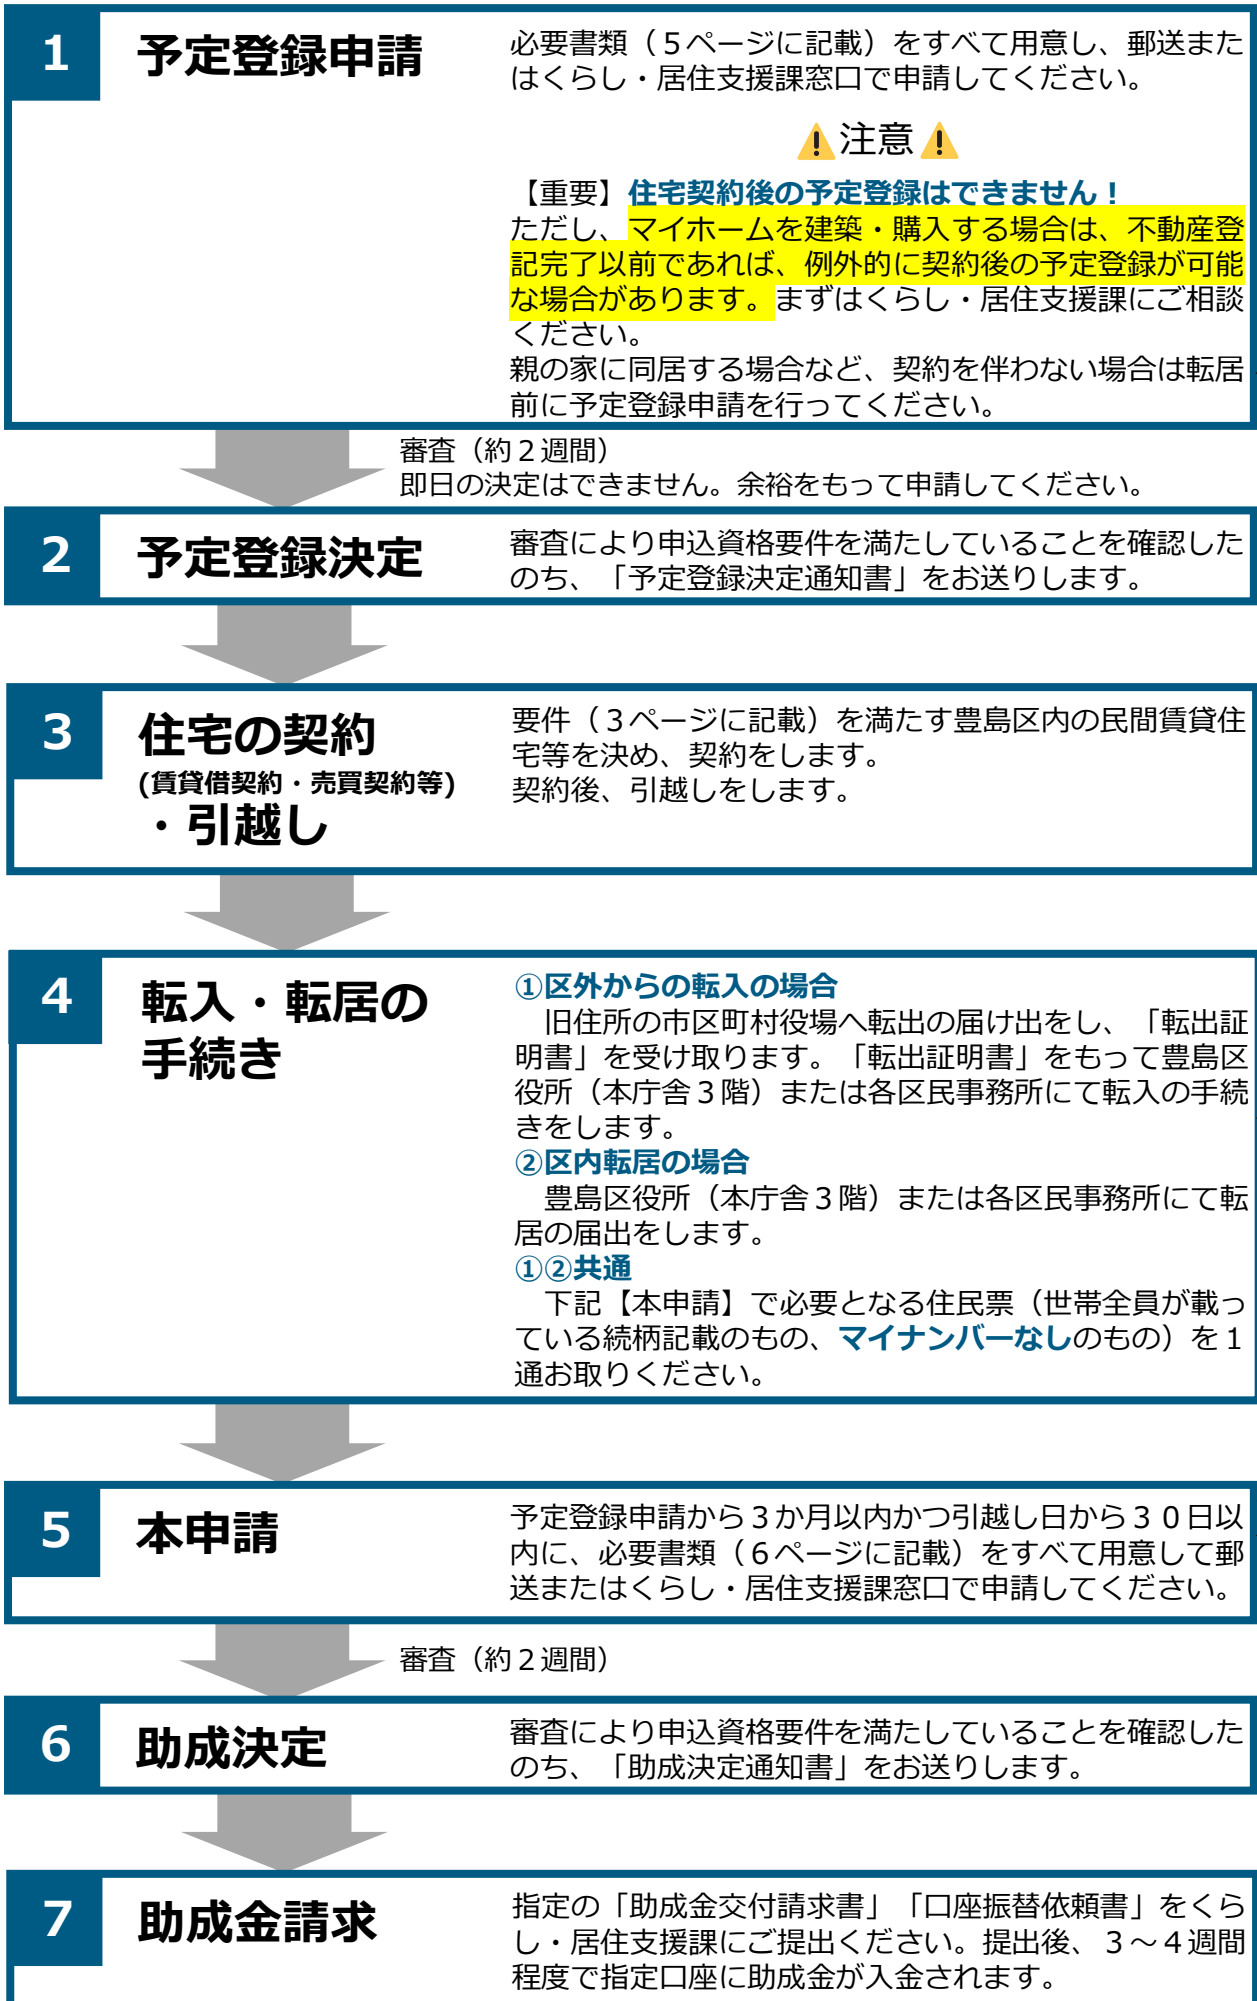 1
予定登録申請
必要書類（５ページに記載）をすべて用意し、郵送また
はくらし・居住支援課窓口で申請してください。
注意
【重要】住宅契約後の予定登録はできません！
ただし、マイホームを建築・購入する場合は、不動産登
記完了以前であれば、例外的に契約後の予定登録が可能
な場合があります。まずはくらし・居住支援課にご相談
ください。
親の家に同居する場合など、契約を伴わない場合は転居
前に予定登録申請を行ってください。
審査（約２週間）
即日の決定はできません。余裕をもって申請してください。
2
予定登録決定
審査により申込資格要件を満たしていることを確認した
のち、「予定登録決定通知書」をお送りします。
3
住宅の契約
(賃貸借契約・売買契約等)
・引越し
要件（３ページに記載）を満たす豊島区内の民間賃貸住
宅等を決め、契約をします。
契約後、引越しをします。
4
転入・転居の
手続き
①区外からの転入の場合
　旧住所の市区町村役場へ転出の届け出をし、「転出証
明書」を受け取ります。「転出証明書」をもって豊島区
役所（本庁舎３階）または各区民事務所にて転入の手続
きをします。
②区内転居の場合
　豊島区役所（本庁舎３階）または各区民事務所にて転
居の届出をします。
①②共通
　下記【本申請】で必要となる住民票（世帯全員が載っ
ている続柄記載のもの、マイナンバーなしのもの）を１
通お取りください。
5
本申請
予定登録申請から３か月以内かつ引越し日から３０日以
内に、必要書類（６ページに記載）をすべて用意して郵
送またはくらし・居住支援課窓口で申請してください。
審査（約２週間）
6
助成決定
審査により申込資格要件を満たしていることを確認した
のち、「助成決定通知書」をお送りします。
7
助成金請求
指定の「助成金交付請求書」「口座振替依頼書」をくら
し・居住支援課にご提出ください。提出後、３～４週間
程度で指定口座に助成金が入金されます。